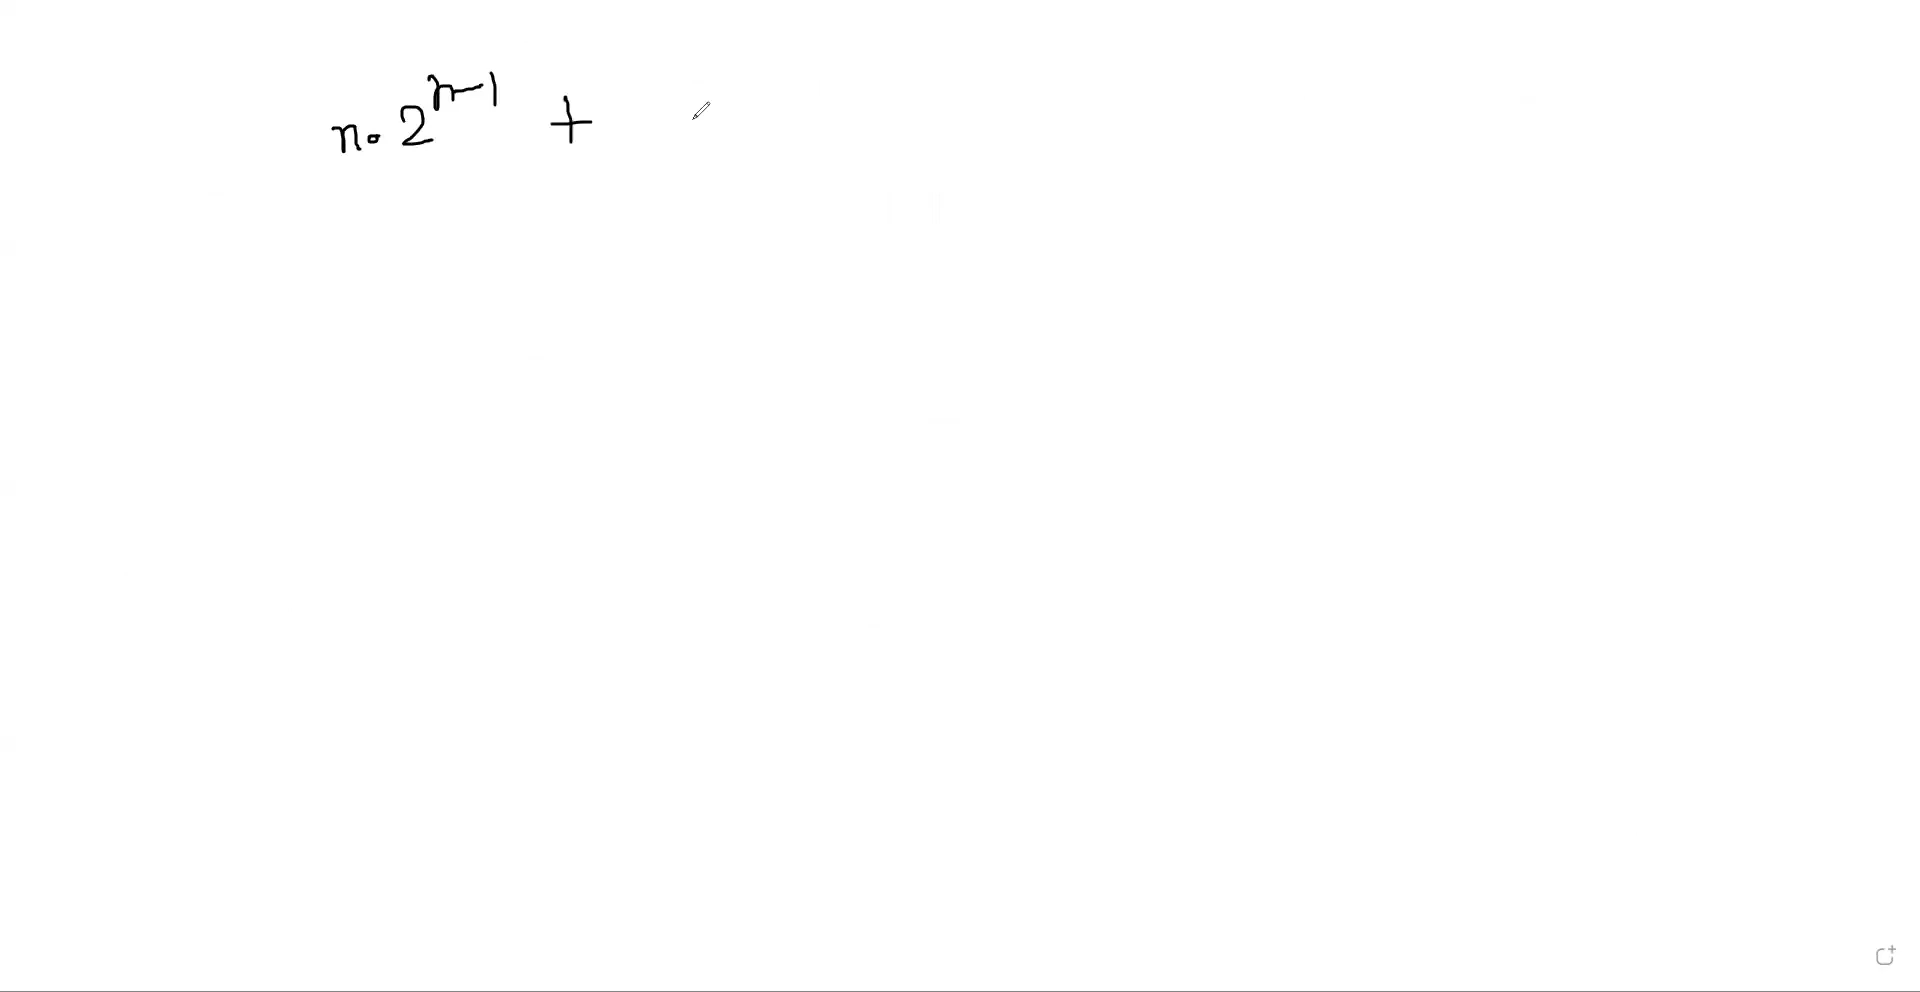 n. 2^{n-1} +